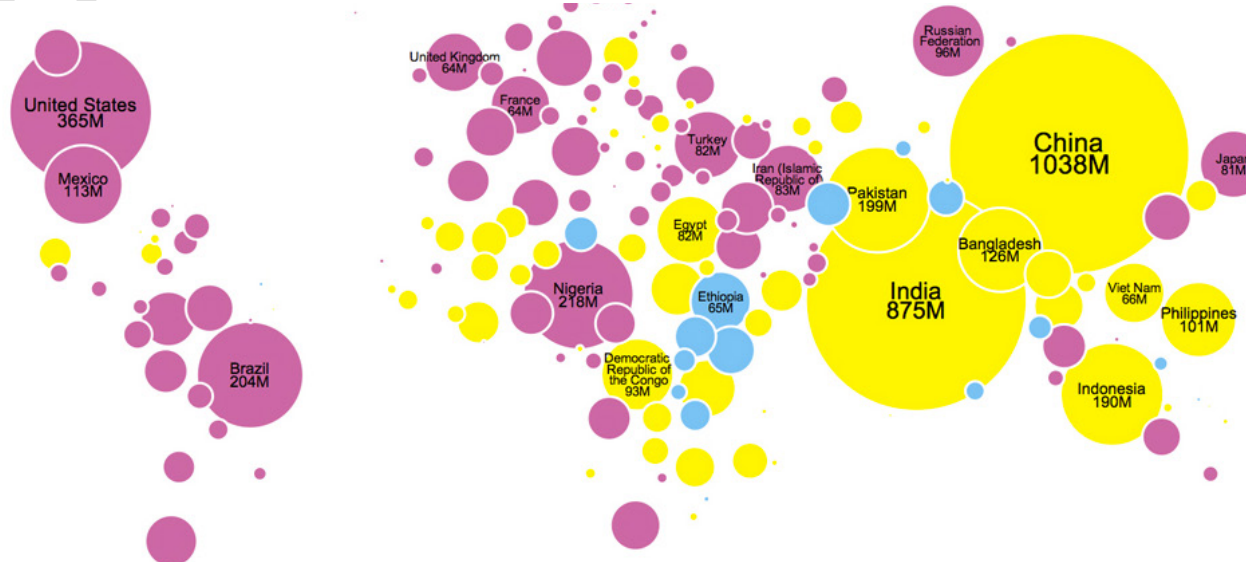 United States
365M
Mexico
113M
Brazil
204M
United Kingdom
64M
France
64M
Turkey
82M
Iran (Islamic
Republic of
83M
Egypt
82M
Nigeria
218M
Ethiopia
65M
Democratic
Republic of
the Congo
93M
Russian
Federation
96M
China
1038M
Japan
81M
Pakistan
199M
Bangladesh
126M
India
875M
Viet Nam
66M
Philippines
101M
Indonesia
190M